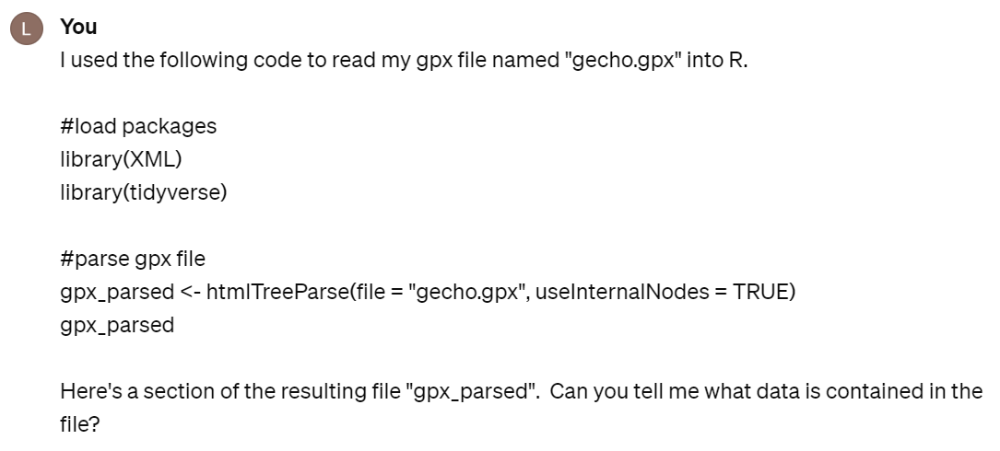 L
You
I used the following code to read my gpx file named "gecho.gpx" into R.
#load packages
library(XML)
library(tidyverse)
#parse gpx file
gpx_parsed <- htmlTreeParse(file = "gecho.gpx", useInternalNodes = TRUE)
gpx_parsed
Here's a section of the resulting file "gpx_parsed".  Can you tell me what data is contained in the
file?